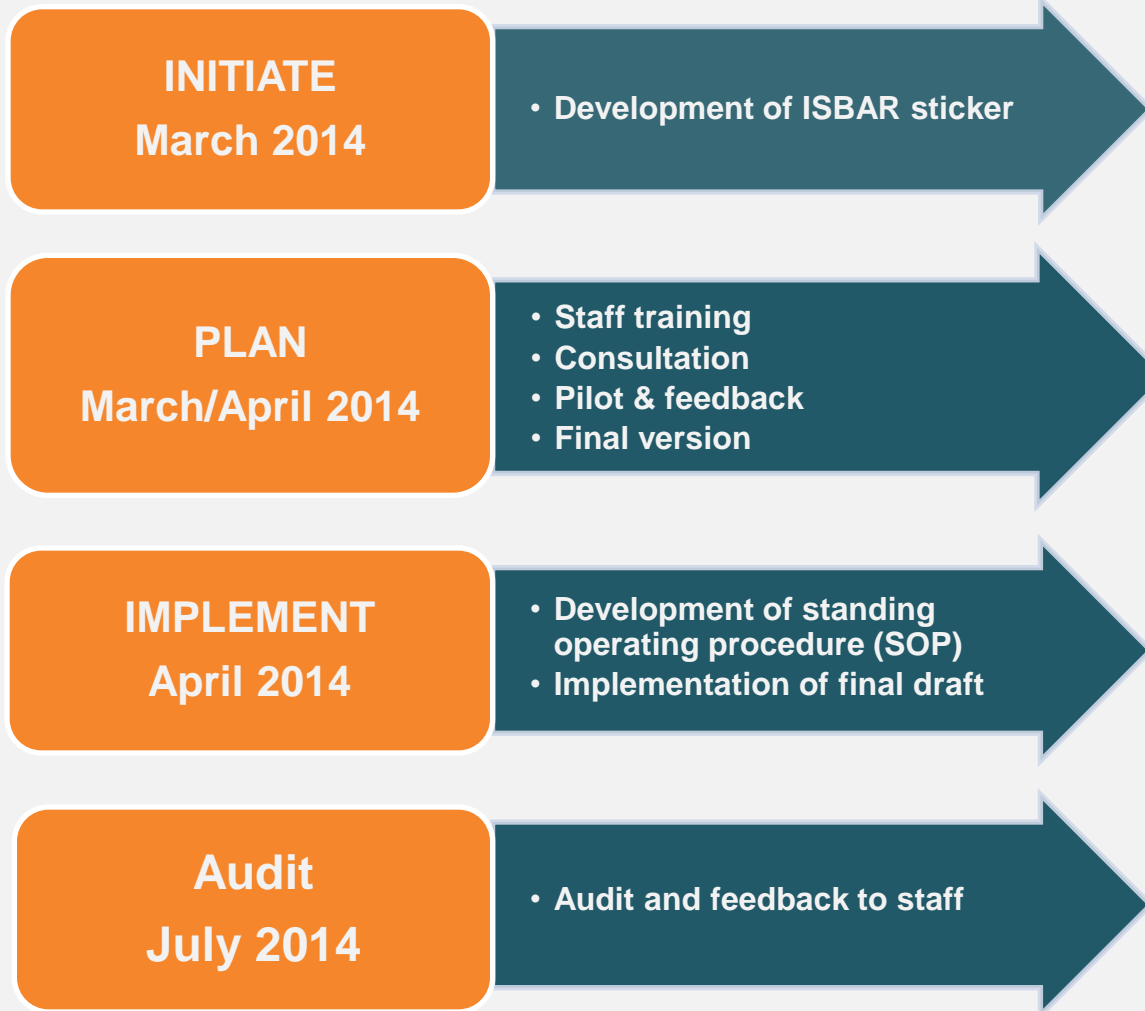 INITIATE
March 2014
• Development of ISBAR sticker
PLAN
March/April 2014
• Staff training
• Consultation
• Pilot & feedback
• Final version
IMPLEMENT
April 2014
• Development of standing
operating procedure (SOP)
• Implementation of final draft
Audit
July 2014
• Audit and feedback to staff